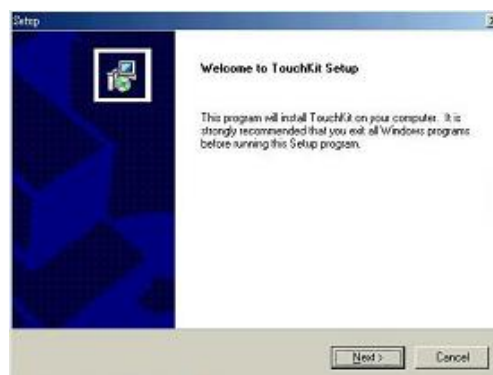 Setup
Welcome to TouchKit Setup
This program will install TouchKit on your computer. It is
strongly recommended that you exit all Windows programs
before running this Setup program.
Next >
Cancel